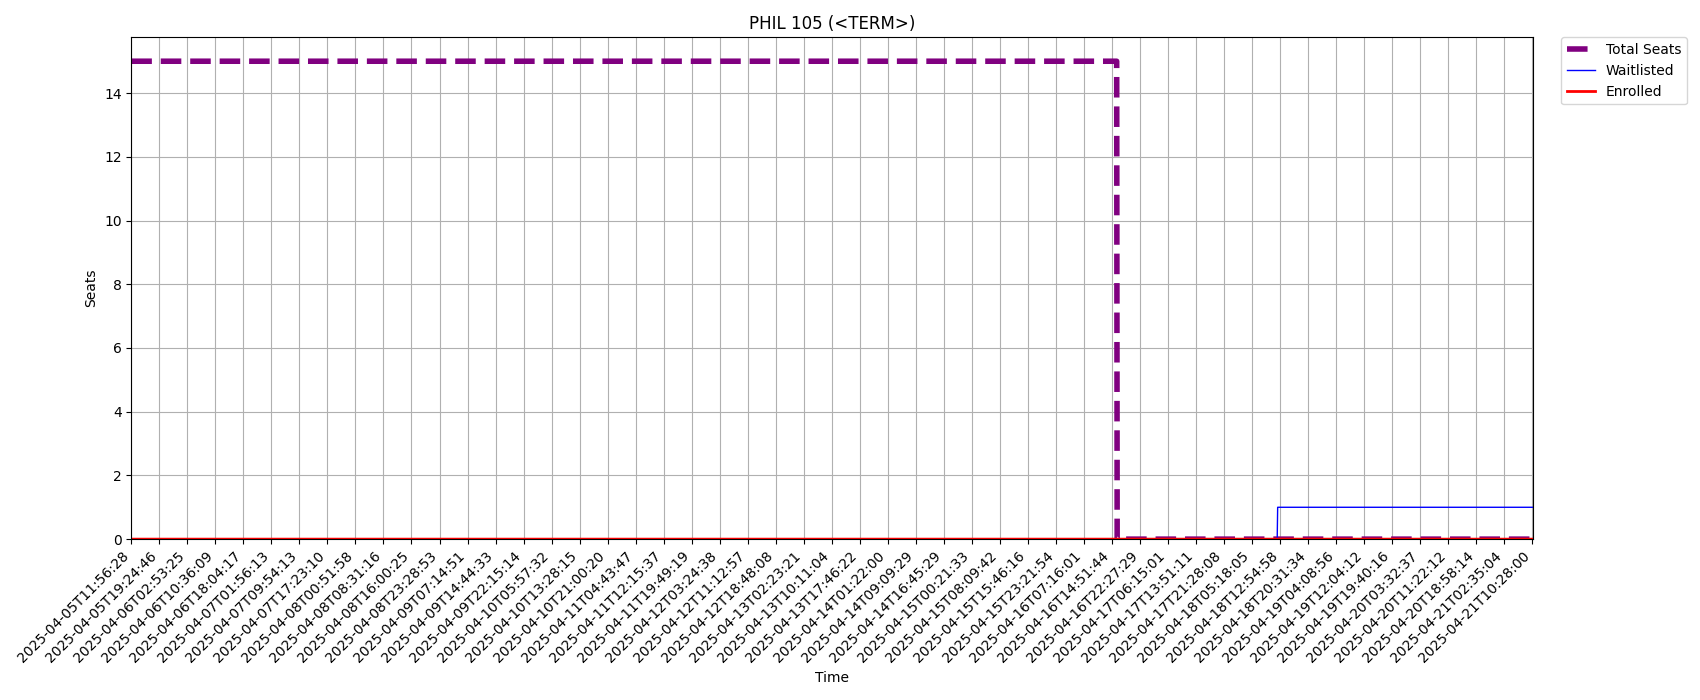 PHIL 105 (<TERM>)
Total Seats
Waitlisted
Enrolled
14
12
10
8
6
4
2
0
Seats
2025-04-05T11:56:28
2025-04-05T19:24:46
2025-04-06T02:53:25
2025-04-06T10:36:09
2025-04-06T18:04:17
2025-04-07T01:56:13
2025-04-07T09:54:13
2025-04-07T17:23:10
2025-04-08T00:51:58
2025-04-08T08:31:16
2025-04-08T16:00:25
2025-04-08T23:28:53
2025-04-09T07:14:51
2025-04-09T14:44:33
2025-04-09T22:15:14
2025-04-10T05:57:32
2025-04-10T13:28:15
2025-04-10T21:00:20
2025-04-11T04:43:47
2025-04-11T12:15:37
2025-04-11T19:49:19
2025-04-12T03:24:38
2025-04-12T11:12:57
2025-04-12T18:48:08
2025-04-13T02:23:21
2025-04-13T10:11:04
2025-04-13T17:46:22
2025-04-14T01:22:00
2025-04-14T09:09:29
2025-04-14T16:45:29
2025-04-15T00:21:33
2025-04-15T08:09:42
2025-04-15T15:46:16
2025-04-15T23:21:54
2025-04-16T07:16:01
2025-04-16T14:51:44
2025-04-16T22:27:29
2025-04-17T06:15:01
2025-04-17T13:51:11
2025-04-17T21:28:08
2025-04-18T05:18:05
2025-04-18T12:54:58
2025-04-18T20:31:34
2025-04-19T04:08:56
2025-04-19T12:04:12
2025-04-19T19:40:16
2025-04-20T03:32:37
2025-04-20T11:22:12
2025-04-20T18:58:14
2025-04-21T02:35:04
2025-04-21T10:28:00
Time